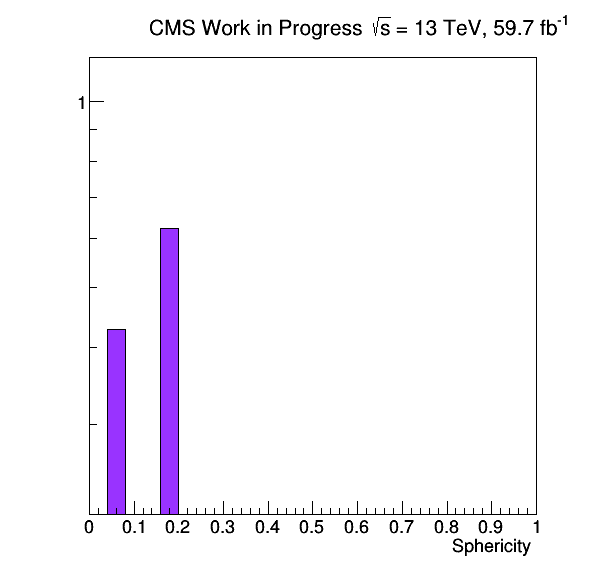 CMS Work in Progress √s = 13 TeV, 59.7 fb⁻¹
1
0 0.1 0.2 0.3 0.4 0.5 0.6 0.7 0.8 0.9 1
Sphericity